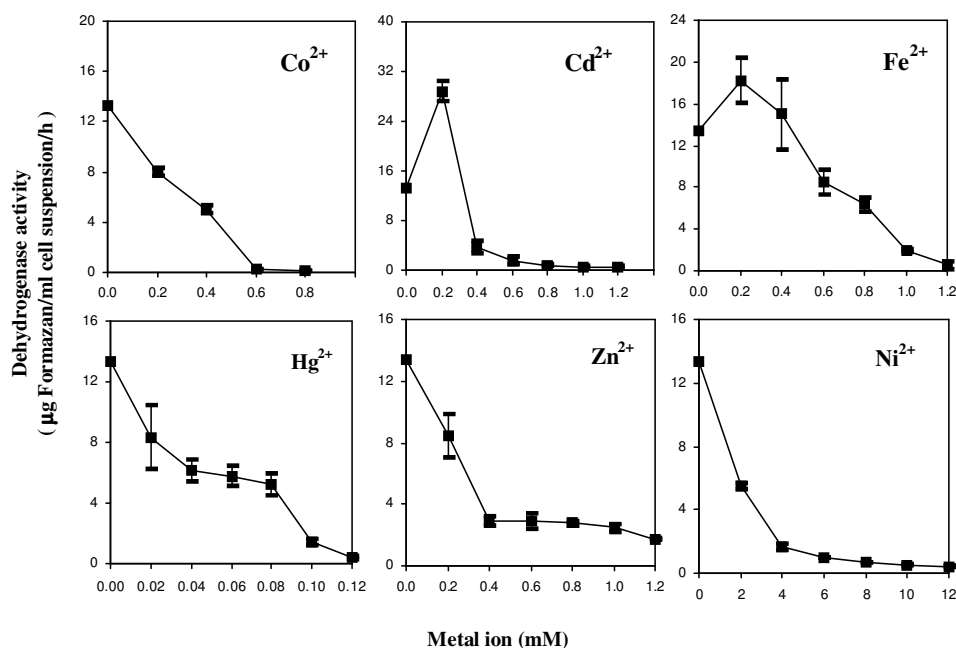 Dehydrogenase activity
( µg Formazan/ml cell suspension/h )
20
16
12
8
4
0
Co2+
0.0 0.2 0.4 0.6 0.8
40
32
24
16
8
0
Cd2+
0.0 0.2 0.4 0.6 0.8 1.0 1.2
24
20
16
12
8
4
0
Fe2+
0.0 0.2 0.4 0.6 0.8 1.0 1.2
16
12
8
4
0
Hg2+
0.00 0.02 0.04 0.06 0.08 0.10 0.12
16
12
8
4
0
Zn2+
0.0 0.2 0.4 0.6 0.8 1.0 1.2
16
12
8
4
0
Ni2+
0 2 4 6 8 10 12
Metal ion (mM)